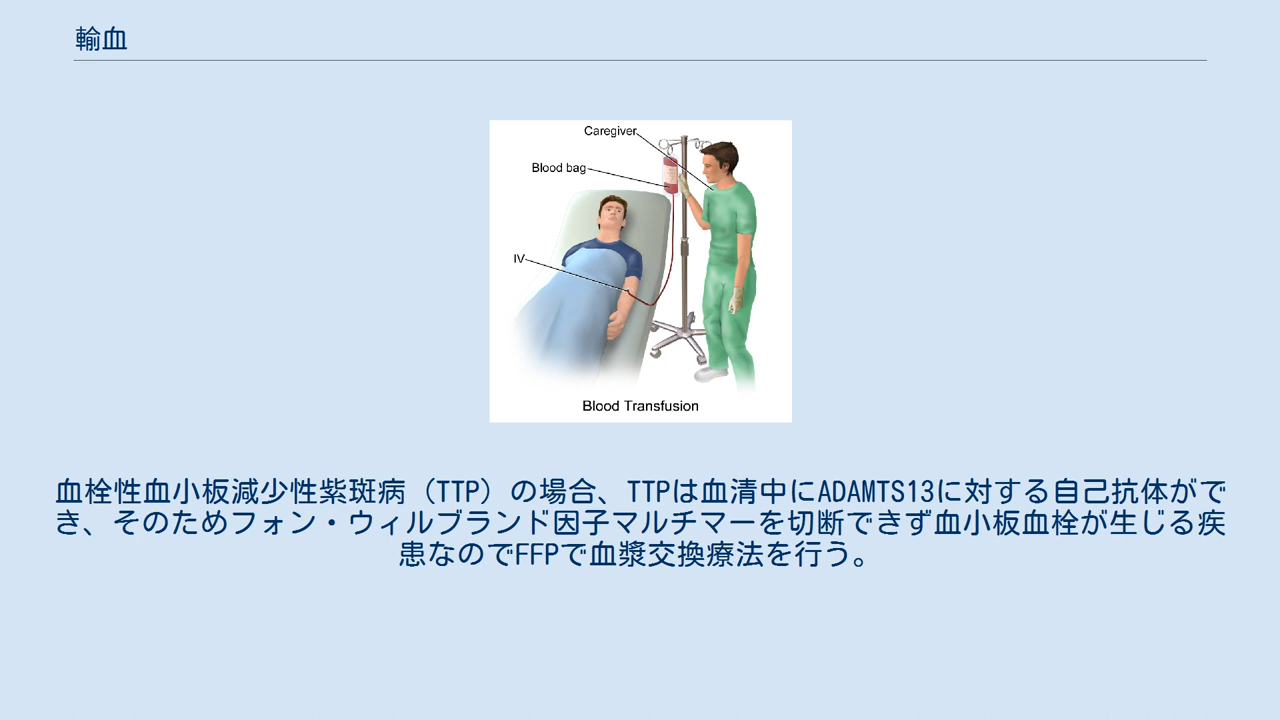 輸血
Caregiver
Blood bag
IV
Blood Transfusion
血栓性血小板減少性紫斑病（TTP）の場合、TTPは血清中にADAMTS13に対する自己抗体がで
き、そのためフォン・ウィルブランド因子マルチマーを切断できず血小板血栓が生じる疾
患なのでFFPで血漿交換療法を行う。